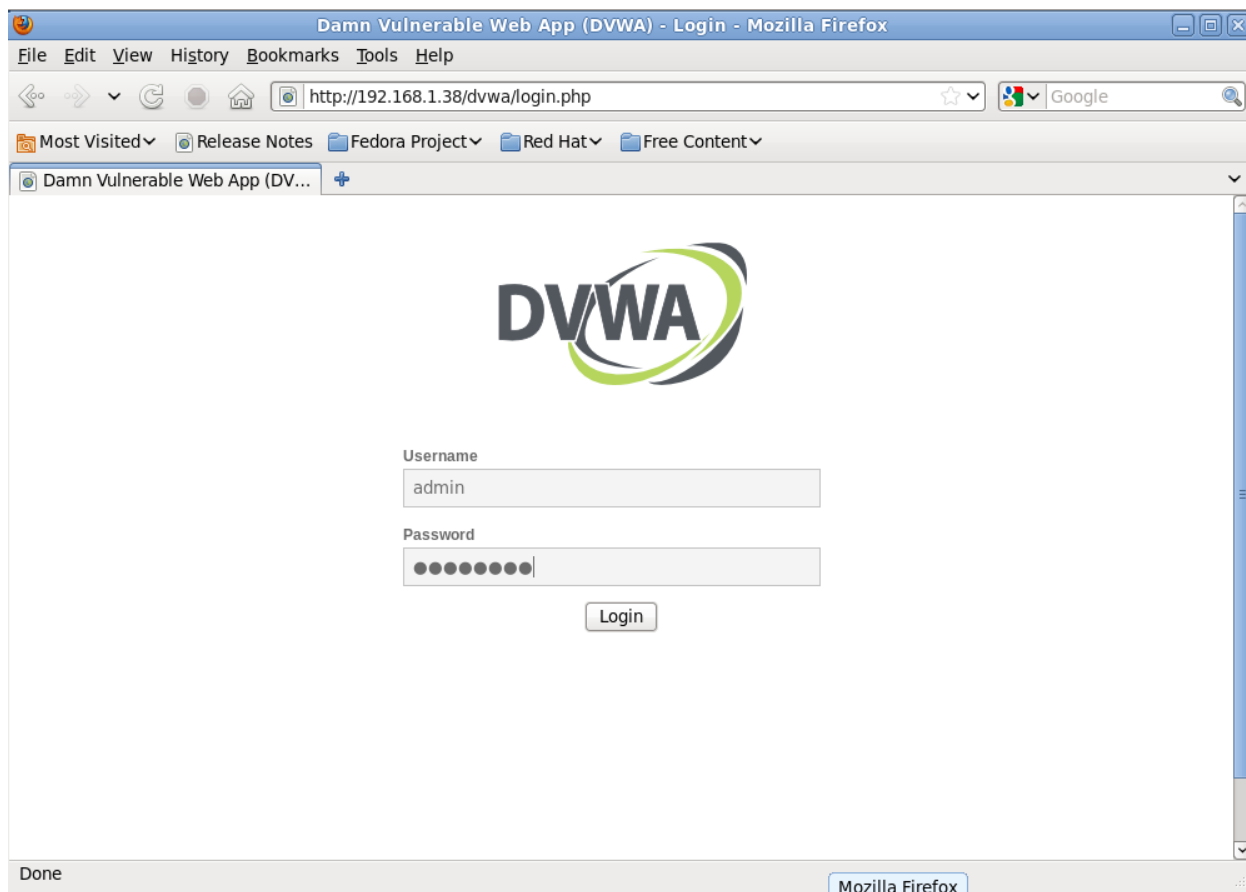 Damn Vulnerable Web App (DVWA) - Login - Mozilla Firefox
File Edit View History Bookmarks Tools Help
http://192.168.1.38/dvwa/login.php Google
Most Visited Release Notes Fedora Project Red Hat Free Content
Damn Vulnerable Web App (DV...
DVWA
Username
admin
Password
●●●●●●●●
Login
Done
Mozilla Firefox